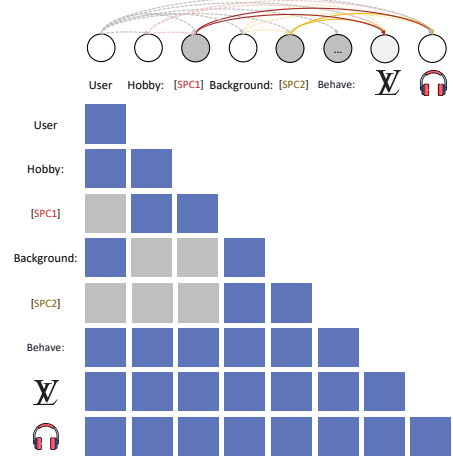 ...
User Hobby: [SPC1] Background: [SPC2] Behave:
User
Hobby:
[SPC1]
Background:
[SPC2]
Behave: